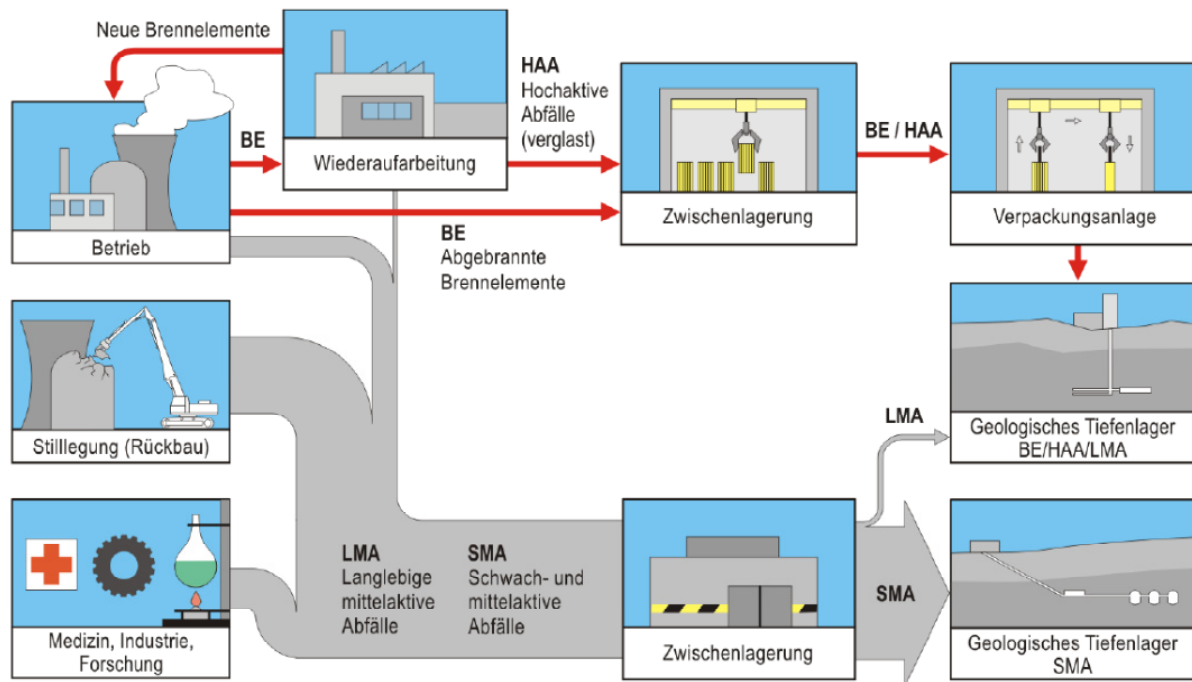 Neue Brennelemente
BE
Wiederaufarbeitung
HAA
Hochaktive
Abfälle
(verglast)
BE / HAA
Zwischenlagerung
Verpackungsanlage
Betrieb
BE
Abgebrannte
Brennelemente
Stilllegung (Rückbau)
LMA
Geologisches Tiefenlager
BE/HAA/LMA
Medizin, Industrie,
Forschung
LMA
Langlebige
mittelaktive
Abfälle
SMA
Schwach- und
mittelaktive
Abfälle
Zwischenlagerung
SMA
Geologisches Tiefenlager
SMA